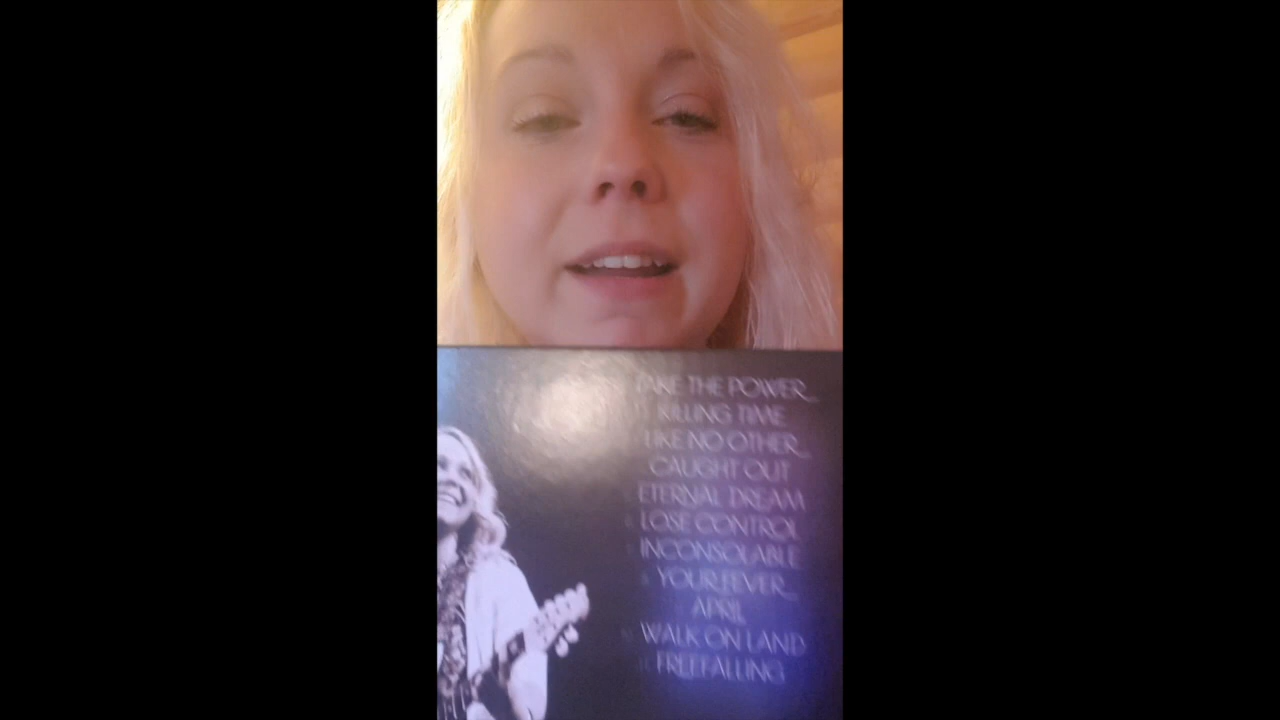 TAKE THE POWER...
KILLING TIME
LIKE NO OTHER...
CAUGHT OUT
ETERNAL DREAM
LOSE CONTROL
INCONSOLABLE
YOUR FEVER...
APRIL
WALK ON LAND
FREEFALLING